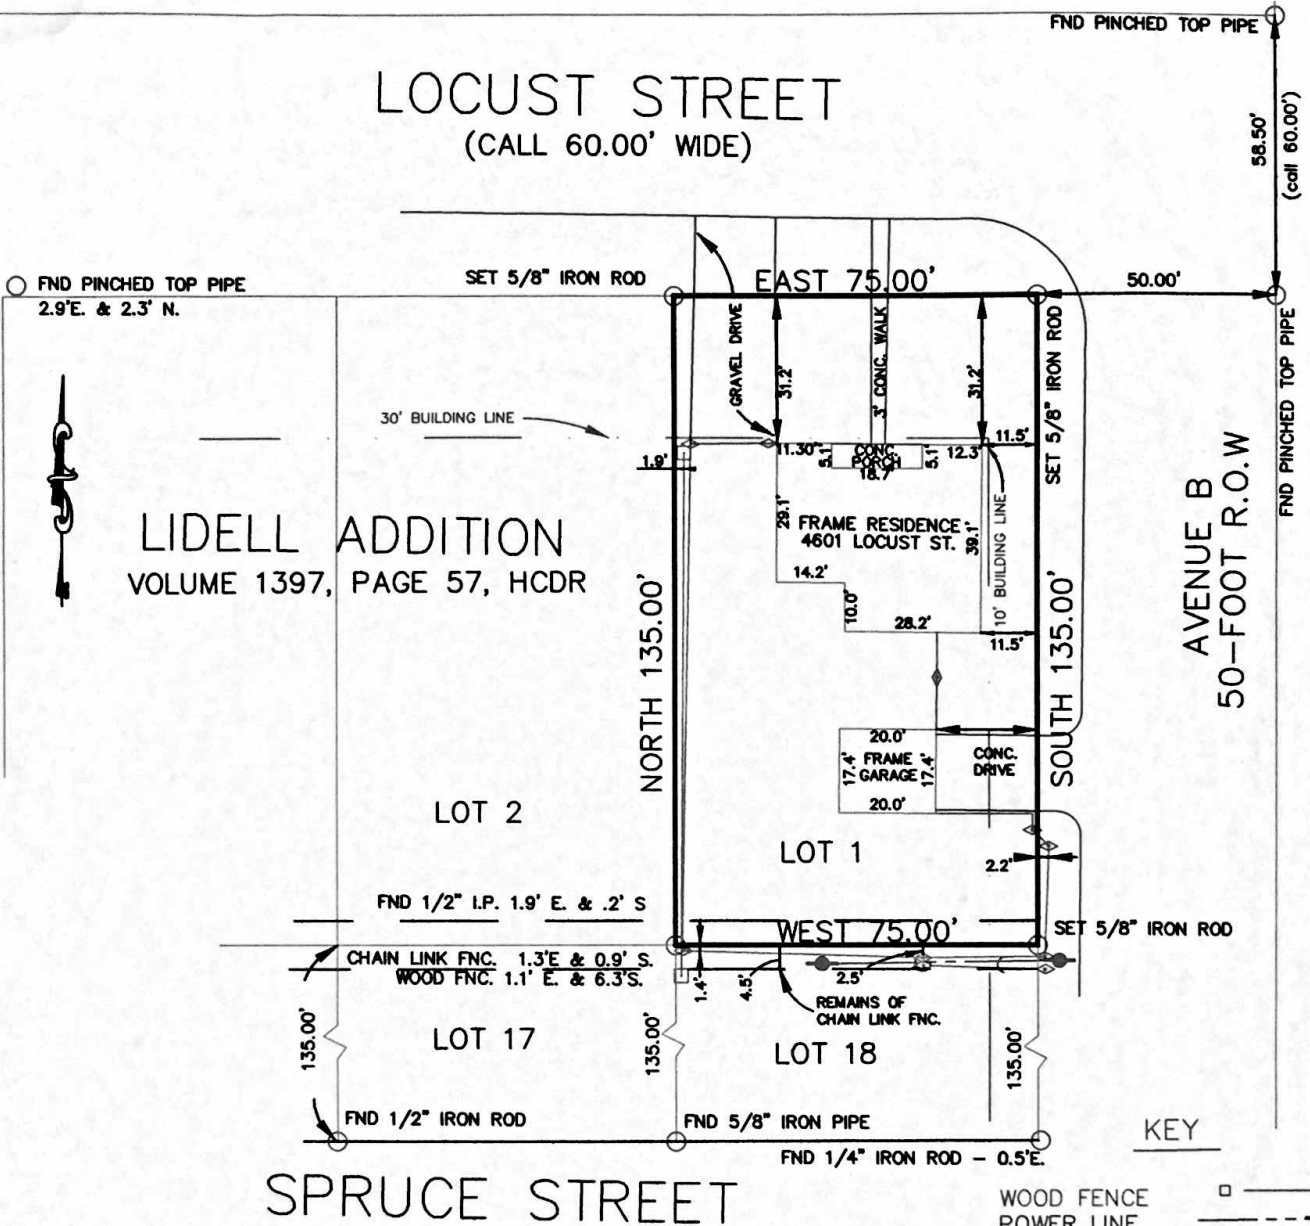 FND PINCHED TOP PIPE
LOCUST STREET
(CALL 60.00' WIDE)
58.50'
(call 60.00')
FND PINCHED TOP PIPE
2.9'E. & 2.3' N.
SET 5/8" IRON ROD
EAST 75.00'
50.00'
FND PINCHED TOP PIPE
GRAVEL DRIVE
31.2'
3' CONC. WALK
31.2'
SET 5/8" IRON ROD
30' BUILDING LINE
11.5'
1.9'
11.30'
5.1'
CONC.
PORCH
18.7'
5.1'
12.3'
10' BUILDING LINE
AVENUE B
50-FOOT R.O.W
LIDELL ADDITION
VOLUME 1397, PAGE 57, HCDR
29.1'
FRAME RESIDENCE
4601 LOCUST ST.
39.1'
14.2'
10.0'
28.2'
11.5'
NORTH 135.00'
SOUTH 135.00'
20.0'
17.4'
FRAME
GARAGE
17.4'
20.0'
CONC.
DRIVE
LOT 2
LOT 1
2.2'
FND 1/2" I.P. 1.9' E. & .2' S
WEST 75.00'
SET 5/8" IRON ROD
CHAIN LINK FNC. 1.3'E & 0.9' S.
WOOD FNC. 1.1' E. & 6.3'S.
1.4'
4.5'
2.5'
REMAINS OF
CHAIN LINK FNC.
135.00'
LOT 17
135.00'
LOT 18
135.00'
FND 1/2" IRON ROD
FND 5/8" IRON PIPE
FND 1/4" IRON ROD - 0.5'E.
KEY
SPRUCE STREET
WOOD FENCE
POWER LINE